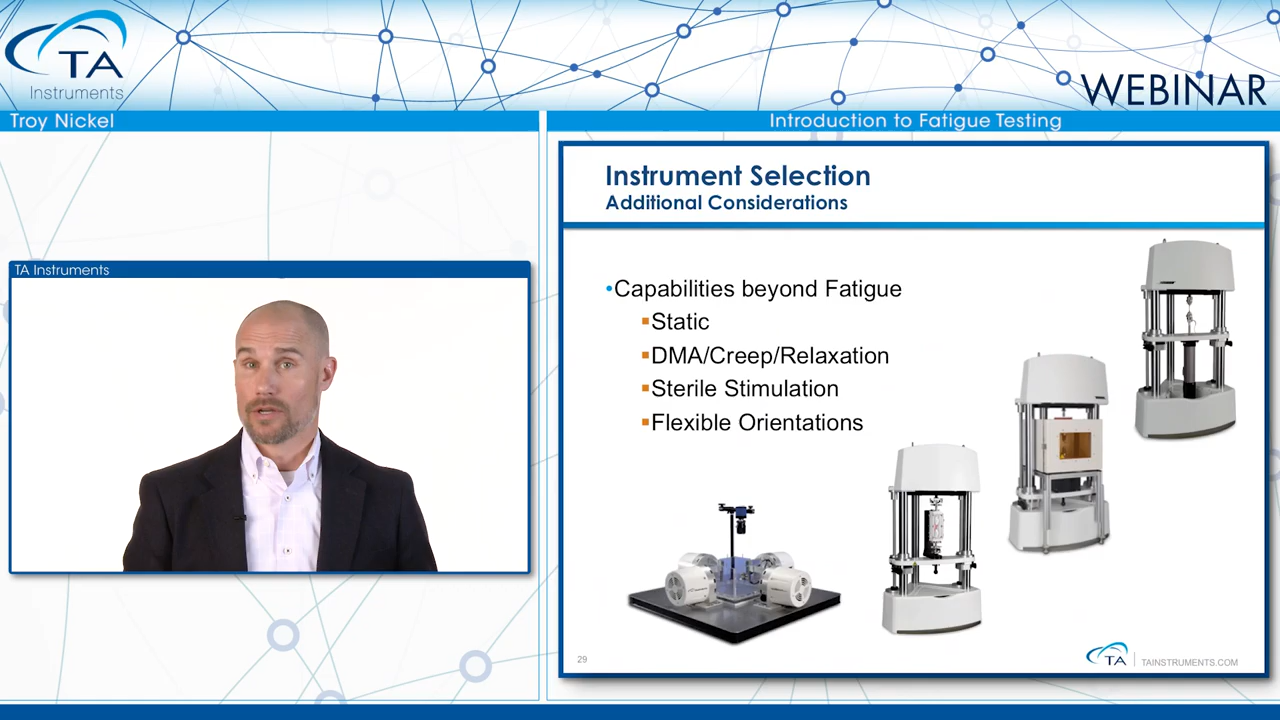 TA
Instruments
WEBINAR
Troy Nickel
Introduction to Fatigue Testing
TA Instruments
Instrument Selection
Additional Considerations
•Capabilities beyond Fatigue
▪Static
▪DMA/Creep/Relaxation
▪Sterile Stimulation
▪Flexible Orientations
29
TA
TAINSTRUMENTS.COM